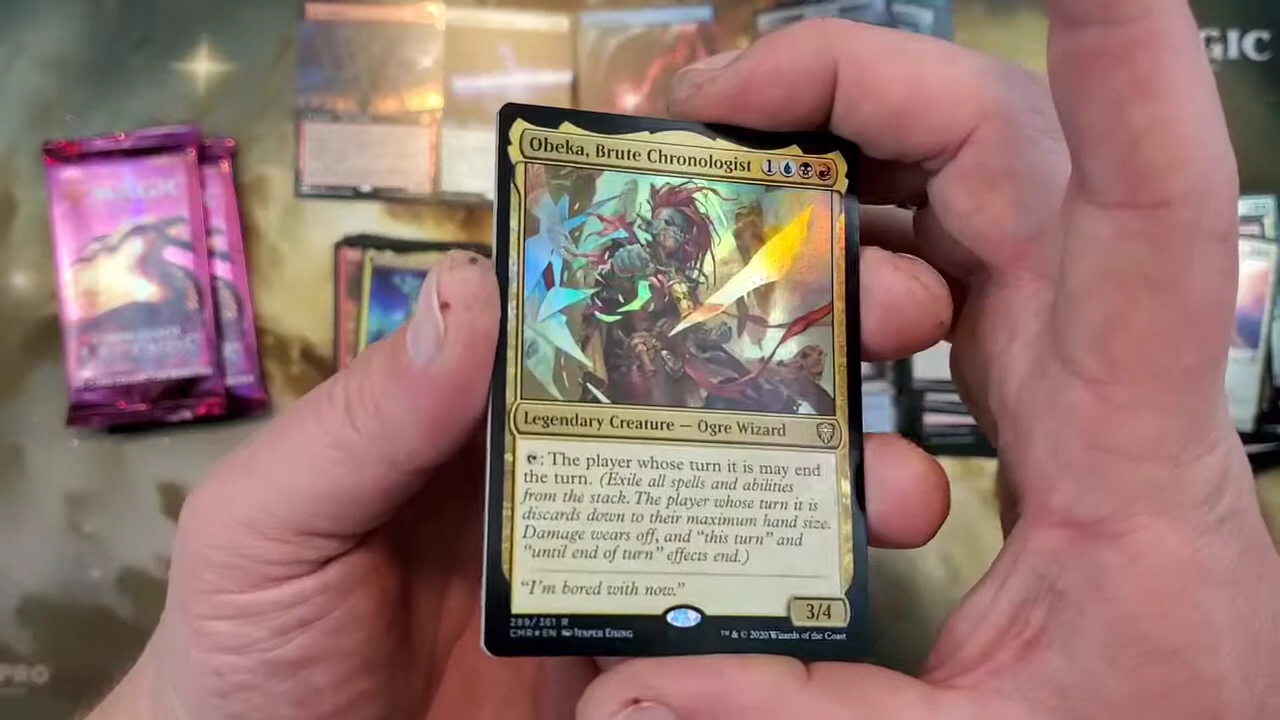 GIC
MAGIC
Obeka, Brute Chronologist 1
Legendary Creature — Ogre Wizard
: The player whose turn it is may end
the turn. (Exile all spells and abilities
from the stack. The player whose turn it is
discards down to their maximum hand size.
Damage wears off, and “this turn” and
“until end of turn” effects end.)
“I’m bored with now.”
3/4
289/361 R
CMR★EN Jesper Ejsing
™ & © 2020 Wizards of the Coast
PRO